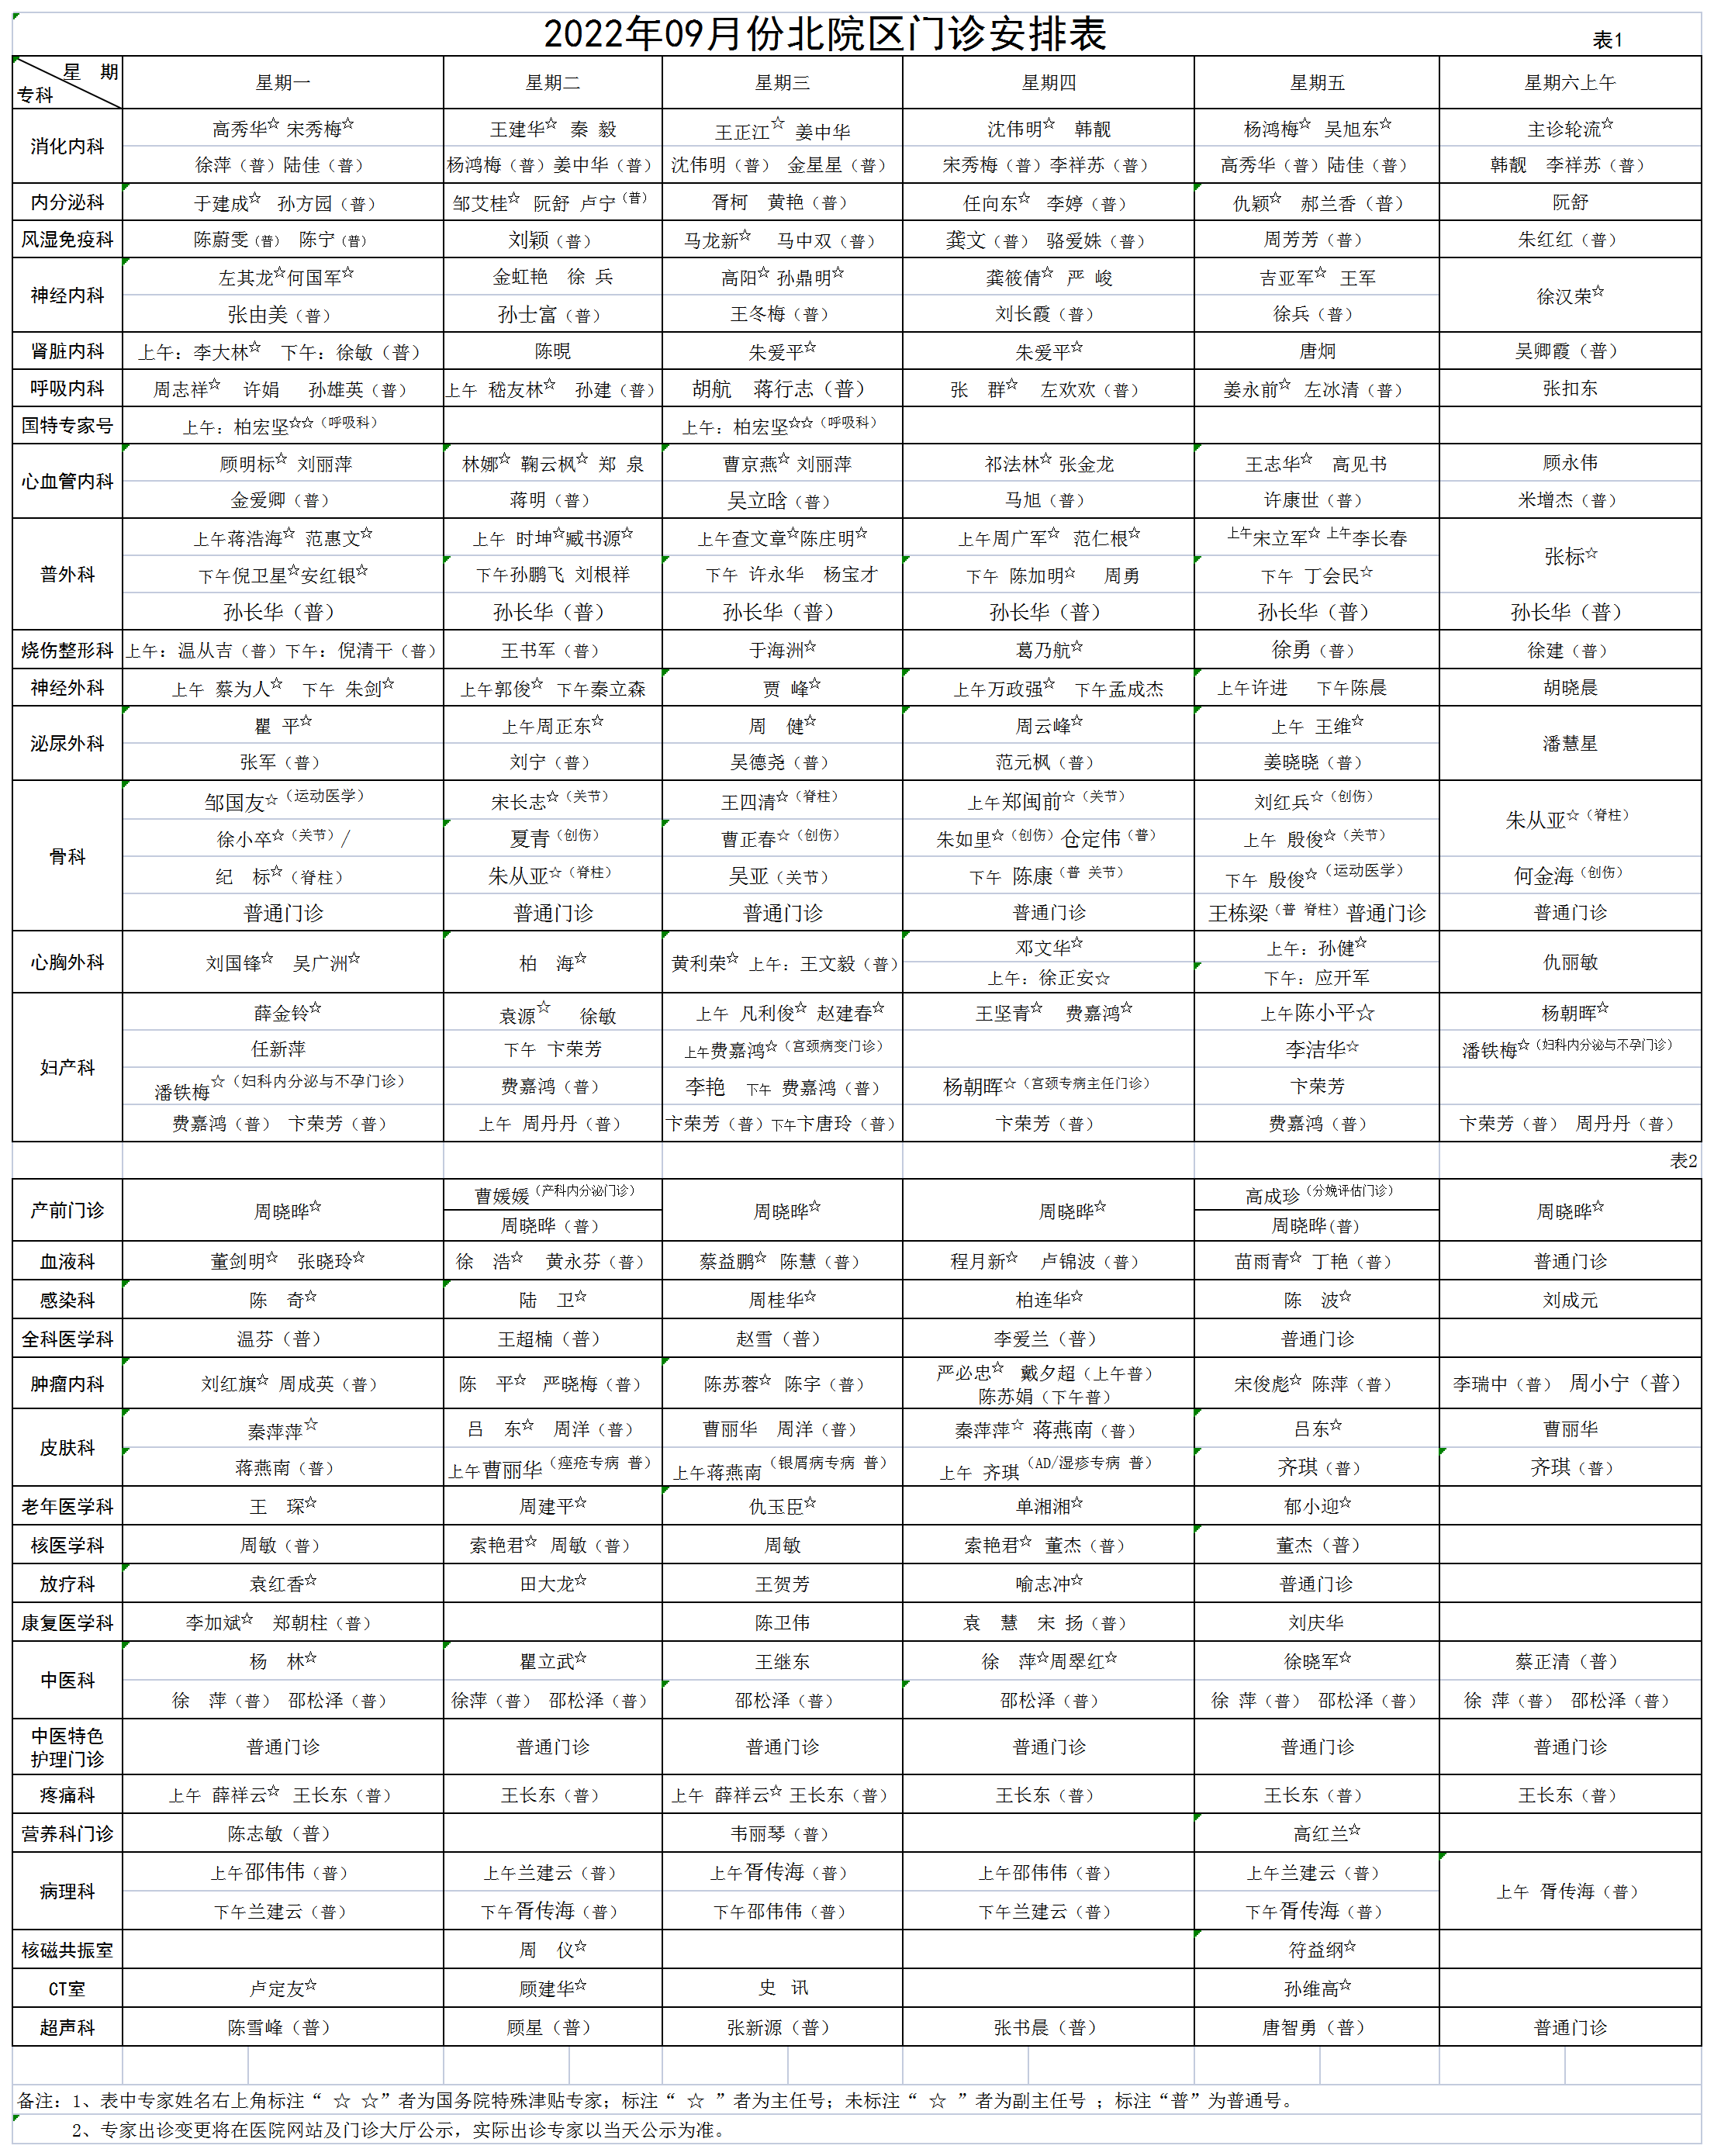 2022年09月份北院区门诊安排表 表1
星 期 专科 星期一 星期二 星期三 星期四 星期五 星期六上午
消化内科 高秀华☆ 宋秀梅☆ 王建华☆ 秦 毅 王正江☆ 姜中华 沈伟明☆ 韩靓 杨鸿梅☆ 吴旭东☆ 主诊轮流☆
徐萍（普）陆佳（普） 杨鸿梅（普）姜中华（普） 沈伟明（普） 金星星（普） 宋秀梅（普）李祥苏（普） 高秀华（普）陆佳（普） 韩靓 李祥苏（普）
内分泌科 于建成☆ 孙方园（普） 邹艾桂☆ 阮舒 卢宁（普） 胥柯 黄艳（普） 任向东☆ 李婷（普） 仇颖☆ 郝兰香（普） 阮舒
风湿免疫科 陈蔚雯（普） 陈宁（普） 刘颖（普） 马龙新☆ 马中双（普） 龚文（普） 骆爱姝（普） 周芳芳（普） 朱红红（普）
神经内科 左其龙☆何国军☆ 金虹艳 徐 兵 高阳☆ 孙鼎明☆ 龚筱倩☆ 严 峻 吉亚军☆ 王军 徐汉荣☆
张由美（普） 孙士富（普） 王冬梅（普） 刘长霞（普） 徐兵（普）
肾脏内科 上午：李大林☆ 下午：徐敏（普） 陈晛 朱爱平☆ 朱爱平☆ 唐炯 吴卿霞（普）
呼吸内科 周志祥☆ 许娟 孙雄英（普） 上午 嵇友林☆ 孙建（普） 胡航 蒋行志（普） 张 群☆ 左欢欢（普） 姜永前☆ 左冰清（普） 张扣东
国特专家号 上午：柏宏坚☆☆（呼吸科） 上午：柏宏坚☆☆（呼吸科）
心血管内科 顾明标☆ 刘丽萍 林娜☆ 鞠云枫☆ 郑 泉 曹京燕☆ 刘丽萍 祁法林☆ 张金龙 王志华☆ 高见书 顾永伟
金爱卿（普） 蒋明（普） 吴立晗（普） 马旭（普） 许康世（普） 米增杰（普）
普外科 上午蒋浩海☆ 范惠文☆ 上午 时坤☆臧书源☆ 上午查文章☆陈庄明☆ 上午周广军☆ 范仁根☆ 上午宋立军☆ 上午李长春 张标☆
下午倪卫星☆安红银☆ 下午孙鹏飞 刘根祥 下午 许永华 杨宝才 下午 陈加明☆ 周勇 下午 丁会民☆
孙长华（普） 孙长华（普） 孙长华（普） 孙长华（普） 孙长华（普） 孙长华（普）
烧伤整形科 上午：温从吉（普）下午：倪清干（普） 王书军（普） 于海洲☆ 葛乃航☆ 徐勇（普） 徐建（普）
神经外科 上午 蔡为人☆ 下午 朱剑☆ 上午郭俊☆ 下午秦立森 贾 峰☆ 上午万政强☆ 下午孟成杰 上午许进 下午陈晨 胡晓晨
泌尿外科 瞿 平☆ 上午周正东☆ 周 健☆ 周云峰☆ 上午 王维☆ 潘慧星
张军（普） 刘宁（普） 吴德尧（普） 范元枫（普） 姜晓晓（普）
骨科 邹国友☆（运动医学） 宋长志☆（关节） 王四清☆（脊柱） 上午郑闽前☆（关节） 刘红兵☆（创伤） 朱从亚☆（脊柱）
徐小卒☆（关节）/ 夏青（创伤） 曹正春☆（创伤） 朱如里☆（创伤）仓定伟（普） 上午 殷俊☆（关节）
纪 标☆（脊柱） 朱从亚☆（脊柱） 吴亚（关节） 下午 陈康（普 关节） 下午 殷俊☆（运动医学） 何金海（创伤）
普通门诊 普通门诊 普通门诊 普通门诊 王栋梁（普 脊柱）普通门诊 普通门诊
心胸外科 刘国锋☆ 吴广洲☆ 柏 海☆ 黄利荣☆ 上午：王文毅（普） 邓文华☆ 上午：孙健☆ 仇丽敏
上午：徐正安☆ 下午：应开军
妇产科 薛金铃☆ 袁源☆ 徐敏 上午 凡利俊☆ 赵建春☆ 王坚青☆ 费嘉鸿☆ 上午陈小平☆ 杨朝晖☆
任新萍 下午 卞荣芳 上午费嘉鸿☆（宫颈病变门诊） 李洁华☆ 潘铁梅☆（妇科内分泌与不孕门诊）
潘铁梅☆（妇科内分泌与不孕门诊） 费嘉鸿（普） 李艳 下午 费嘉鸿（普） 杨朝晖☆（宫颈专病主任门诊） 卞荣芳
费嘉鸿（普） 卞荣芳（普） 上午 周丹丹（普） 卞荣芳（普）下午卞唐玲（普） 卞荣芳（普） 费嘉鸿（普） 卞荣芳（普） 周丹丹（普）
表2
产前门诊 周晓晔☆ 曹媛媛（产科内分泌门诊） 周晓晔☆ 周晓晔☆ 高成珍（分娩评估门诊） 周晓晔☆
周晓晔（普） 周晓晔(普)
血液科 董剑明☆ 张晓玲☆ 徐 浩☆ 黄永芬（普） 蔡益鹏☆ 陈慧（普） 程月新☆ 卢锦波（普） 苗雨青☆ 丁艳（普） 普通门诊
感染科 陈 奇☆ 陆 卫☆ 周桂华☆ 柏连华☆ 陈 波☆ 刘成元
全科医学科 温芬（普） 王超楠（普） 赵雪（普） 李爱兰（普） 普通门诊
肿瘤内科 刘红旗☆ 周成英（普） 陈 平☆ 严晓梅（普） 陈苏蓉☆ 陈宇（普） 严必忠☆ 戴夕超（上午普） 宋俊彪☆ 陈萍（普） 李瑞中（普） 周小宁（普）
陈苏娟（下午普）
皮肤科 秦萍萍☆ 吕 东☆ 周洋（普） 曹丽华 周洋（普） 秦萍萍☆ 蒋燕南（普） 吕东☆ 曹丽华
蒋燕南（普） 上午曹丽华（痤疮专病 普） 上午蒋燕南（银屑病专病 普） 上午 齐琪（AD/湿疹专病 普） 齐琪（普） 齐琪（普）
老年医学科 王 琛☆ 周建平☆ 仇玉臣☆ 单湘湘☆ 郁小迎☆
核医学科 周敏（普） 索艳君☆ 周敏（普） 周敏 索艳君☆ 董杰（普） 董杰（普）
放疗科 袁红香☆ 田大龙☆ 王贺芳 喻志冲☆ 普通门诊
康复医学科 李加斌☆ 郑朝柱（普） 陈卫伟 袁 慧 宋 扬（普） 刘庆华
中医科 杨 林☆ 瞿立武☆ 王继东 徐 萍☆周翠红☆ 徐晓军☆ 蔡正清（普）
徐 萍（普） 邵松泽（普） 徐萍（普） 邵松泽（普） 邵松泽（普） 邵松泽（普） 徐 萍（普） 邵松泽（普） 徐 萍（普） 邵松泽（普）
中医特色
护理门诊 普通门诊 普通门诊 普通门诊 普通门诊 普通门诊 普通门诊
疼痛科 上午 薛祥云☆ 王长东（普） 王长东（普） 上午 薛祥云☆ 王长东（普） 王长东（普） 王长东（普） 王长东（普）
营养科门诊 陈志敏（普） 韦丽琴（普） 高红兰☆
病理科 上午邵伟伟（普） 上午兰建云（普） 上午胥传海（普） 上午邵伟伟（普） 上午兰建云（普） 上午 胥传海（普）
下午兰建云（普） 下午胥传海（普） 下午邵伟伟（普） 下午兰建云（普） 下午胥传海（普）
核磁共振室 周 仪☆ 符益纲☆
CT室 卢定友☆ 顾建华☆ 史 讯 孙维高☆
超声科 陈雪峰（普） 顾星（普） 张新源（普） 张书晨（普） 唐智勇（普） 普通门诊
备注：1、表中专家姓名右上角标注“ ☆ ☆”者为国务院特殊津贴专家；标注“ ☆ ”者为主任号；未标注“ ☆ ”者为副主任号 ；标注“普”为普通号。
2、专家出诊变更将在医院网站及门诊大厅公示，实际出诊专家以当天公示为准。